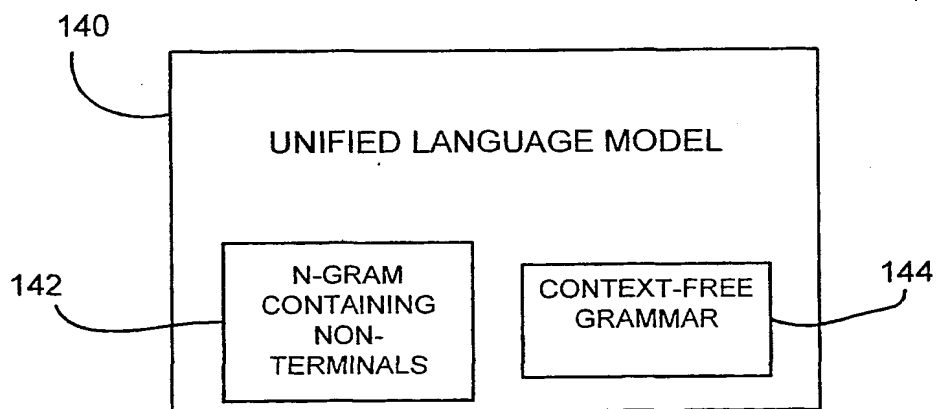 140
UNIFIED LANGUAGE MODEL
142
N-GRAM
CONTAINING
NON-
TERMINALS
CONTEXT-FREE
GRAMMAR
144